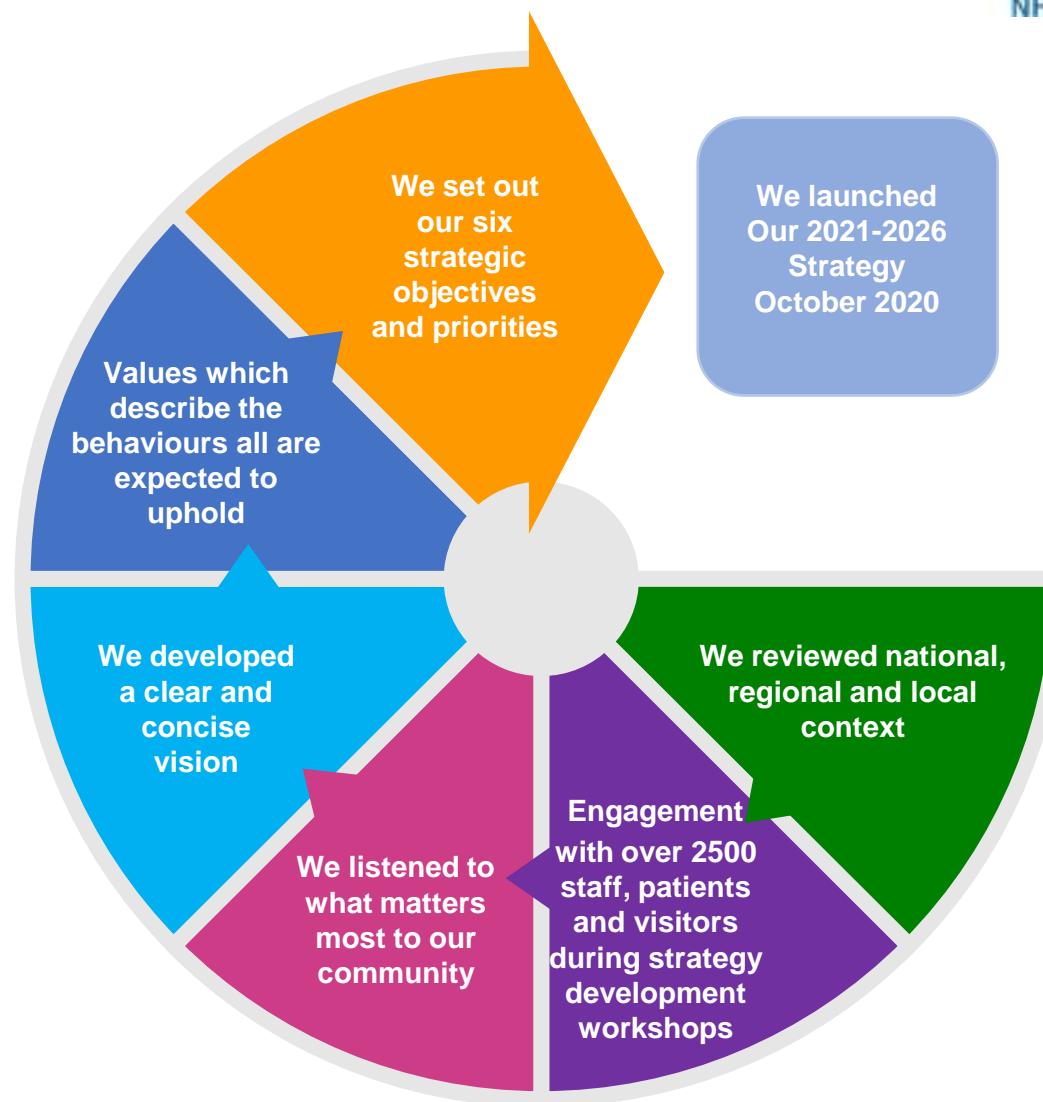 We set out
our six
strategic
objectives
and priorities
We launched
Our 2021-2026
Strategy
October 2020
Values which
describe the
behaviours all are
expected to
uphold
We developed
a clear and
concise
vision
We reviewed national,
regional and local
context
Engagement
with over 2500
staff, patients
and visitors
during strategy
development
workshops
We listened to
what matters
most to our
community